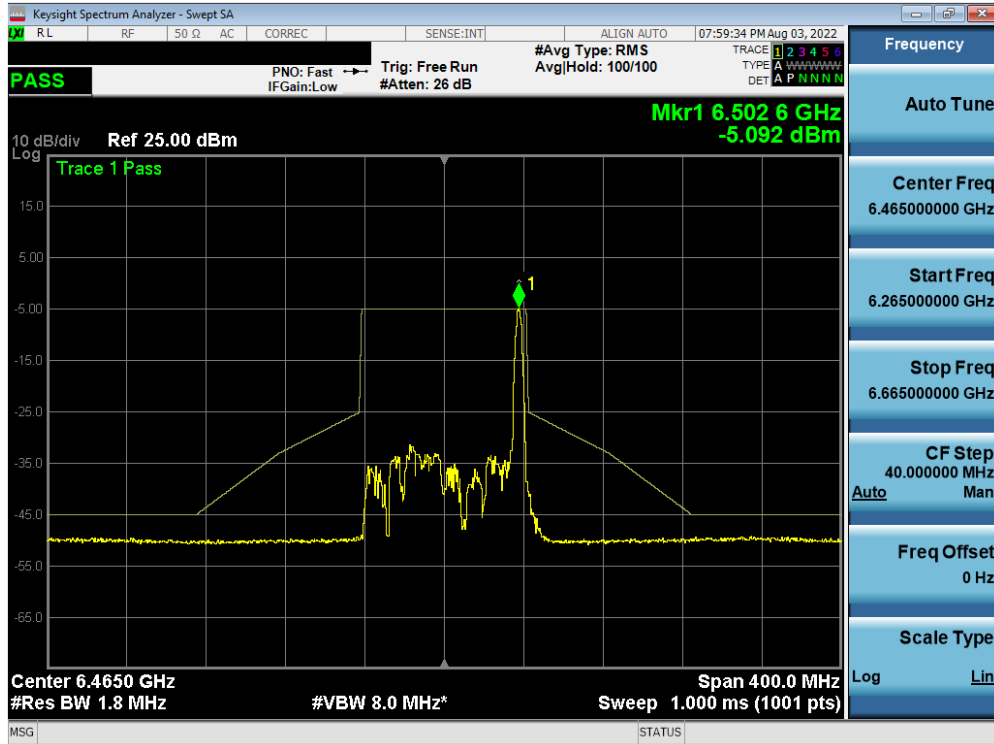 Keysight Spectrum Analyzer - Swept SA
LXI RL RF 50 Ω AC CORREC SENSE:INT ALIGN AUTO 07:59:34 PM Aug 03, 2022
PASS
PNO: Fast
IFGain:Low
Trig: Free Run
#Atten: 26 dB
#Avg Type: RMS
Avg|Hold: 100/100
TRACE 1 2 3 4 5 6
TYPE A WWWWW
DET A P N N N N
Mkr1 6.502 6 GHz
-5.092 dBm
10 dB/div Ref 25.00 dBm
Log
Trace 1 Pass
15.0
5.00
1
-5.00
-15.0
-25.0
-35.0
-45.0
-55.0
-65.0
Center 6.4650 GHz Span 400.0 MHz
#Res BW 1.8 MHz #VBW 8.0 MHz* Sweep 1.000 ms (1001 pts)
MSG STATUS
Frequency
Auto Tune
Center Freq
6.465000000 GHz
Start Freq
6.265000000 GHz
Stop Freq
6.665000000 GHz
CF Step
40.000000 MHz
Auto Man
Freq Offset
0 Hz
Scale Type
Log Lin